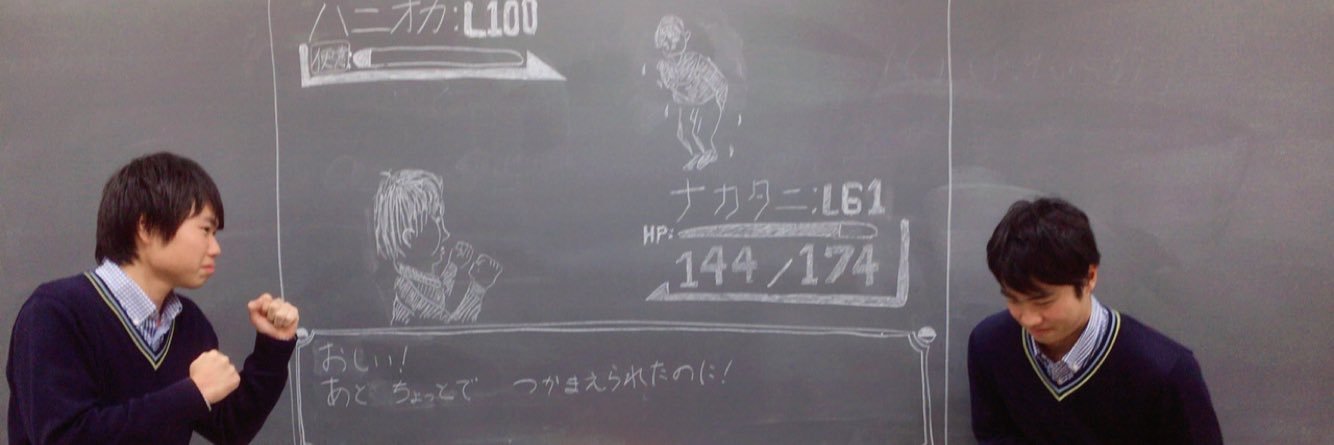 ハニオカ:L100
便意:
ナカタニ:L61
HP:
144/174
おしい!
あと ちょっとで つかまえられたのに!